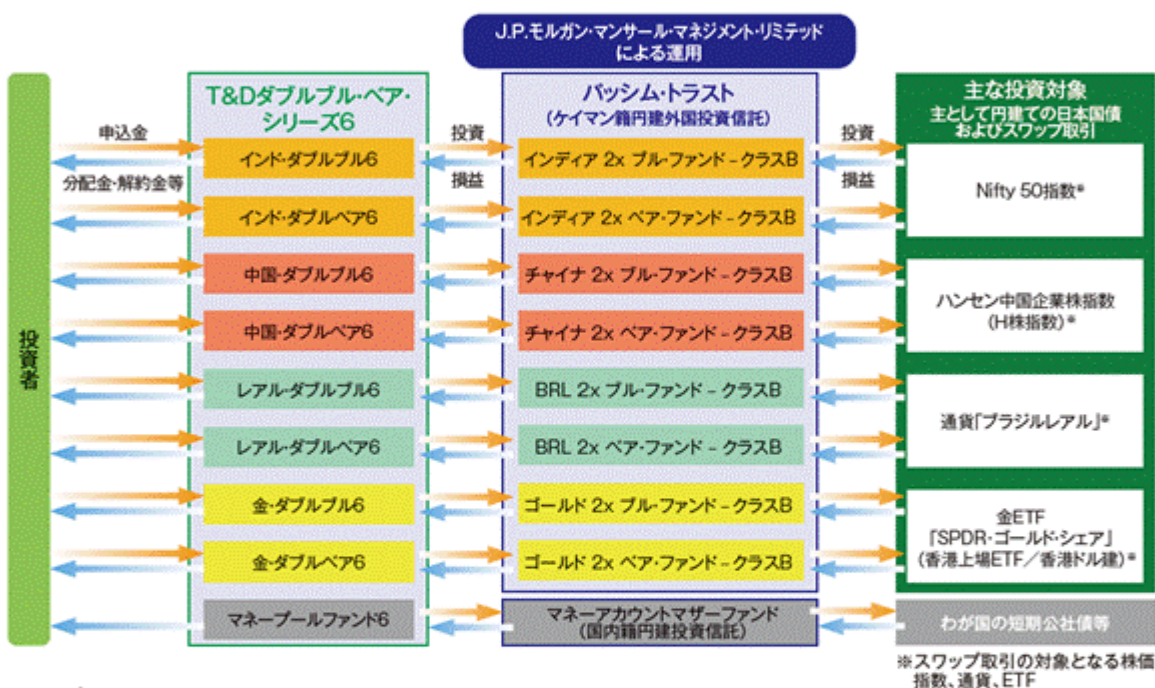 J.P.モルガン・マンサール・マネジメント・リミテッド
による運用
T&Dダブルブル・ベア・
シリーズ6
パッシム・トラスト
(ケイマン籍円建外国投資信託)
主な投資対象
主として円建ての日本国債
およびスワップ取引
投資者
申込金
分配金・解約金等
投資
損益
投資
損益
インド・ダブルブル6
インディア 2x ブル・ファンド-クラスB
Nifty 50指数※
インド・ダブルベア6
インディア 2x ベア・ファンド-クラスB
中国・ダブルブル6
チャイナ 2x ブル・ファンド-クラスB
ハンセン中国企業株指数
(H株指数)※
中国・ダブルベア6
チャイナ 2x ベア・ファンド-クラスB
レアル・ダブルブル6
BRL 2x ブル・ファンド-クラスB
通貨「ブラジルレアル」※
レアル・ダブルベア6
BRL 2x ベア・ファンド-クラスB
金・ダブルブル6
ゴールド 2x ブル・ファンド-クラスB
金ETF
「SPDR・ゴールド・シェア」
(香港上場ETF/香港ドル建)※
金・ダブルベア6
ゴールド 2x ベア・ファンド-クラスB
マネープールファンド6
マネーアカウントマザーファンド
(国内籍円建投資信託)
わが国の短期公社債等
※スワップ取引の対象となる株価
指数、通貨、ETF